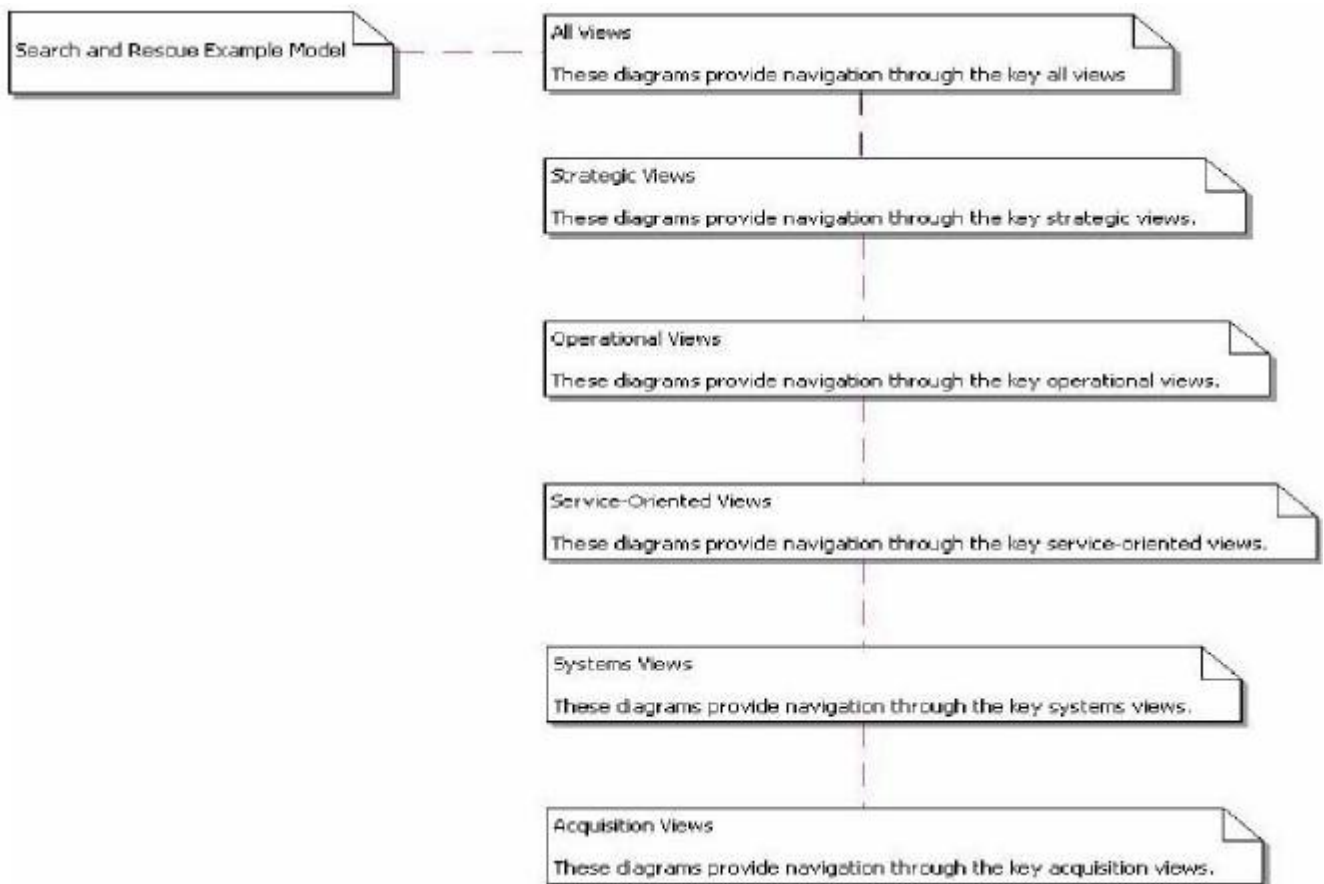 Search and Rescue Example Model
All Views
These diagrams provide navigation through the key all views
Strategic Views
These diagrams provide navigation through the key strategic views.
Operational Views
These diagrams provide navigation through the key operational views.
Service-Oriented Views
These diagrams provide navigation through the key service-oriented views.
Systems Views
These diagrams provide navigation through the key systems views.
Acquisition Views
These diagrams provide navigation through the key acquisition views.